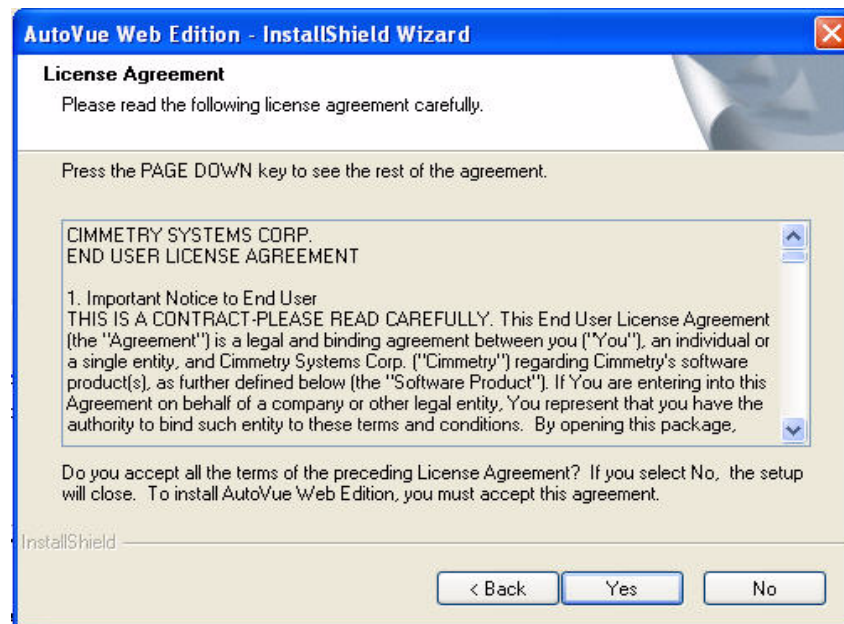 AutoVue Web Edition - InstallShield Wizard
License Agreement
Please read the following license agreement carefully.
Press the PAGE DOWN key to see the rest of the agreement.
CIMMETRY SYSTEMS CORP.
END USER LICENSE AGREEMENT
1. Important Notice to End User
THIS IS A CONTRACT-PLEASE READ CAREFULLY. This End User License Agreement
(the "Agreement") is a legal and binding agreement between you ("You"), an individual or
a single entity, and Cimmetry Systems Corp. ("Cimmetry") regarding Cimmetry's software
product(s), as further defined below (the "Software Product"). If You are entering into this
Agreement on behalf of a company or other legal entity, You represent that you have the
authority to bind such entity to these terms and conditions.  By opening this package,
Do you accept all the terms of the preceding License Agreement?  If you select No,  the setup
will close.  To install AutoVue Web Edition, you must accept this agreement.
InstallShield
< Back
Yes
No